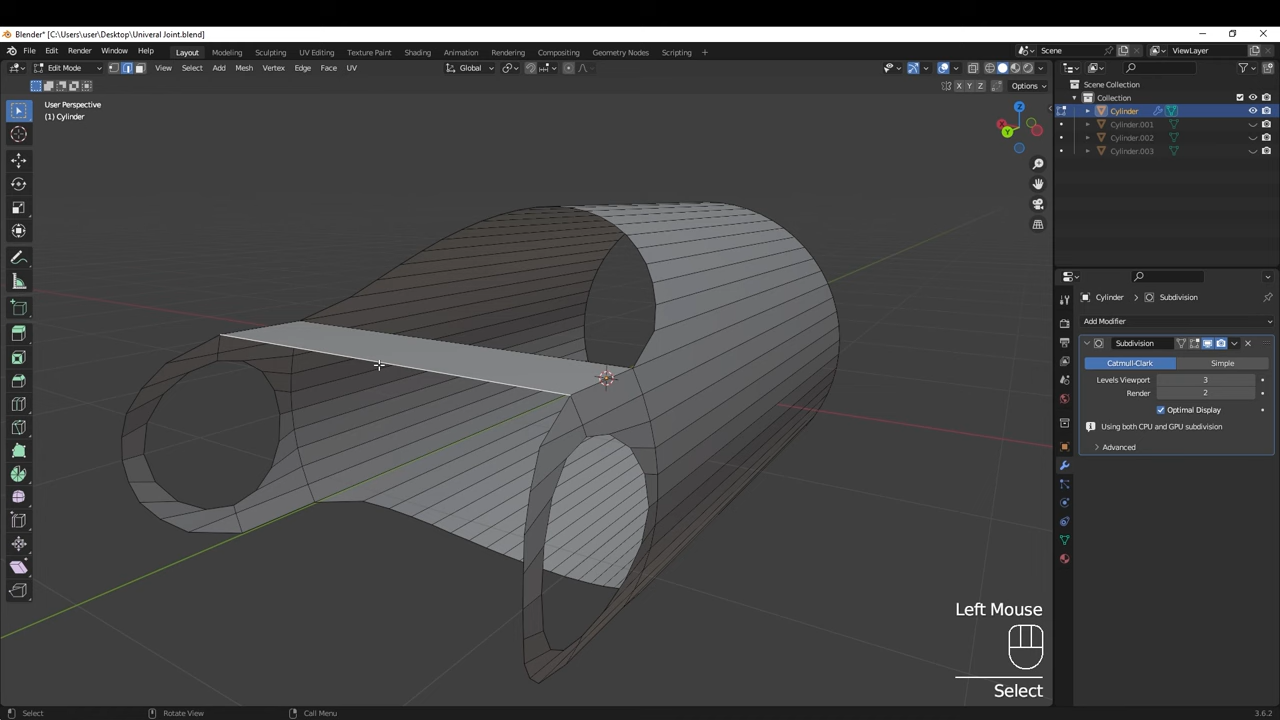 Blender* [C:\Users\user\Desktop\Univeral Joint.blend]
File Edit Render Window Help
Layout Modeling Sculpting UV Editing Texture Paint Shading Animation Rendering Compositing Geometry Nodes Scripting +
Scene ViewLayer
Edit Mode View Select Add Mesh Vertex Edge Face UV Global
X Y Z Options
User Perspective
(1) Cylinder
Z
Y
X
Scene Collection
Collection
Cylinder
Cylinder.001
Cylinder.002
Cylinder.003
Cylinder > Subdivision
Add Modifier
Subdivision
Catmull-Clark Simple
Levels Viewport 3
Render 2
Optimal Display
Using both CPU and GPU subdivision
Advanced
Left Mouse
Select
Select Rotate View Call Menu 3.6.2